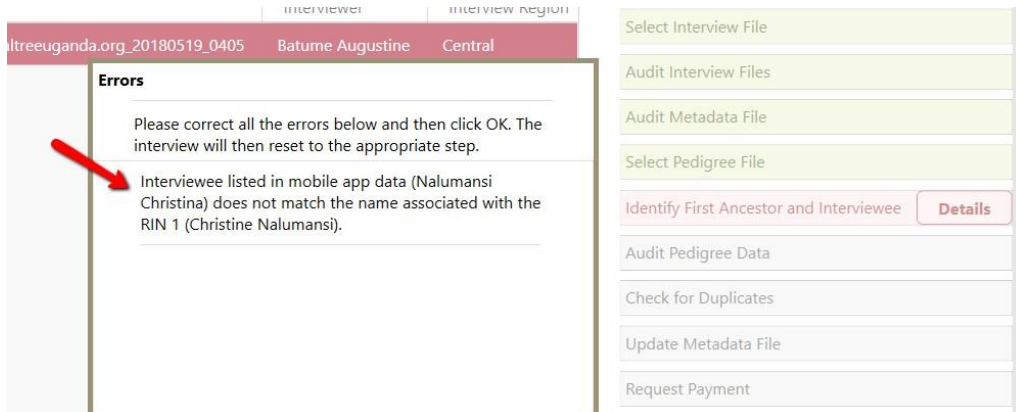 Interviewer Interview Region
altreeuganda.org_20180519_0405 Batume Augustine Central
Errors
Please correct all the errors below and then click OK. The
interview will then reset to the appropriate step.
Interviewee listed in mobile app data (Nalumansi
Christina) does not match the name associated with the
RIN 1 (Christine Nalumansi).
Select Interview File
Audit Interview Files
Audit Metadata File
Select Pedigree File
Identify First Ancestor and Interviewee Details
Audit Pedigree Data
Check for Duplicates
Update Metadata File
Request Payment